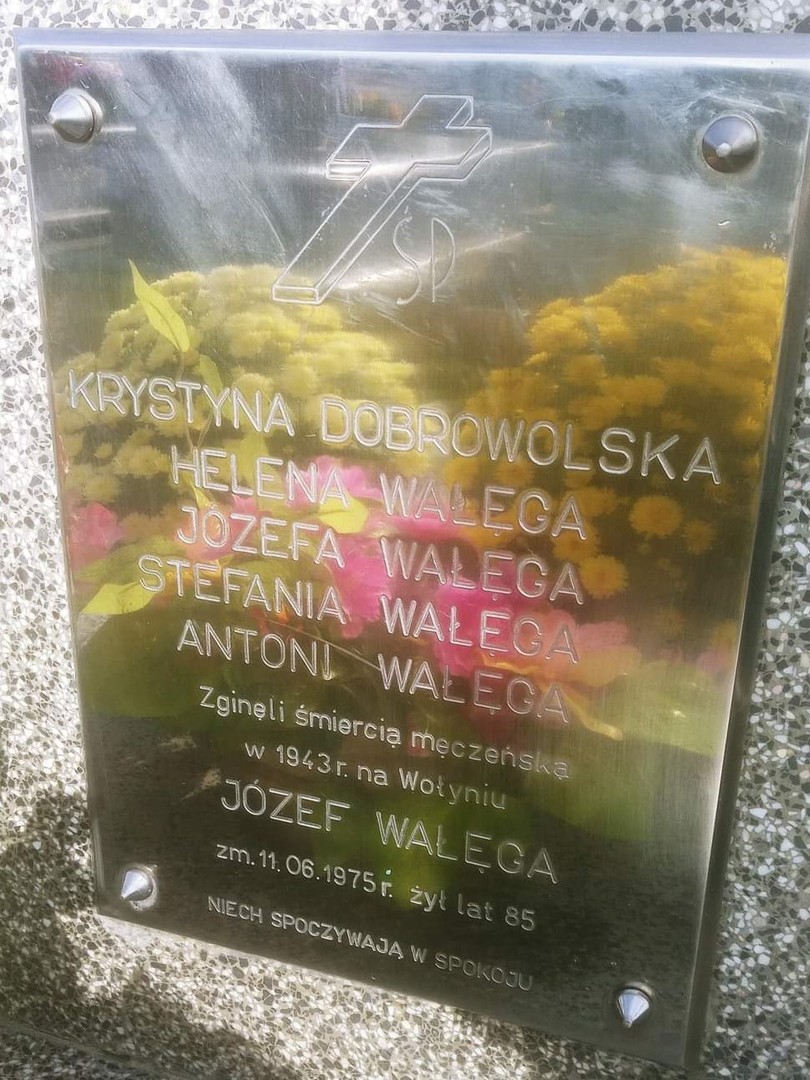 ŚP
KRYSTYNA DOBROWOLSKA
HELENA WAŁĘGA
JÓZEFA WAŁĘGA
STEFANIA WAŁĘGA
ANTONI WAŁĘGA
Zginęli śmiercią męczeńską
w 1943 r. na Wołyniu
JÓZEF WAŁĘGA
zm. 11. 06. 1975 r. żył lat 85
NIECH SPOCZYWAJĄ W SPOKOJU